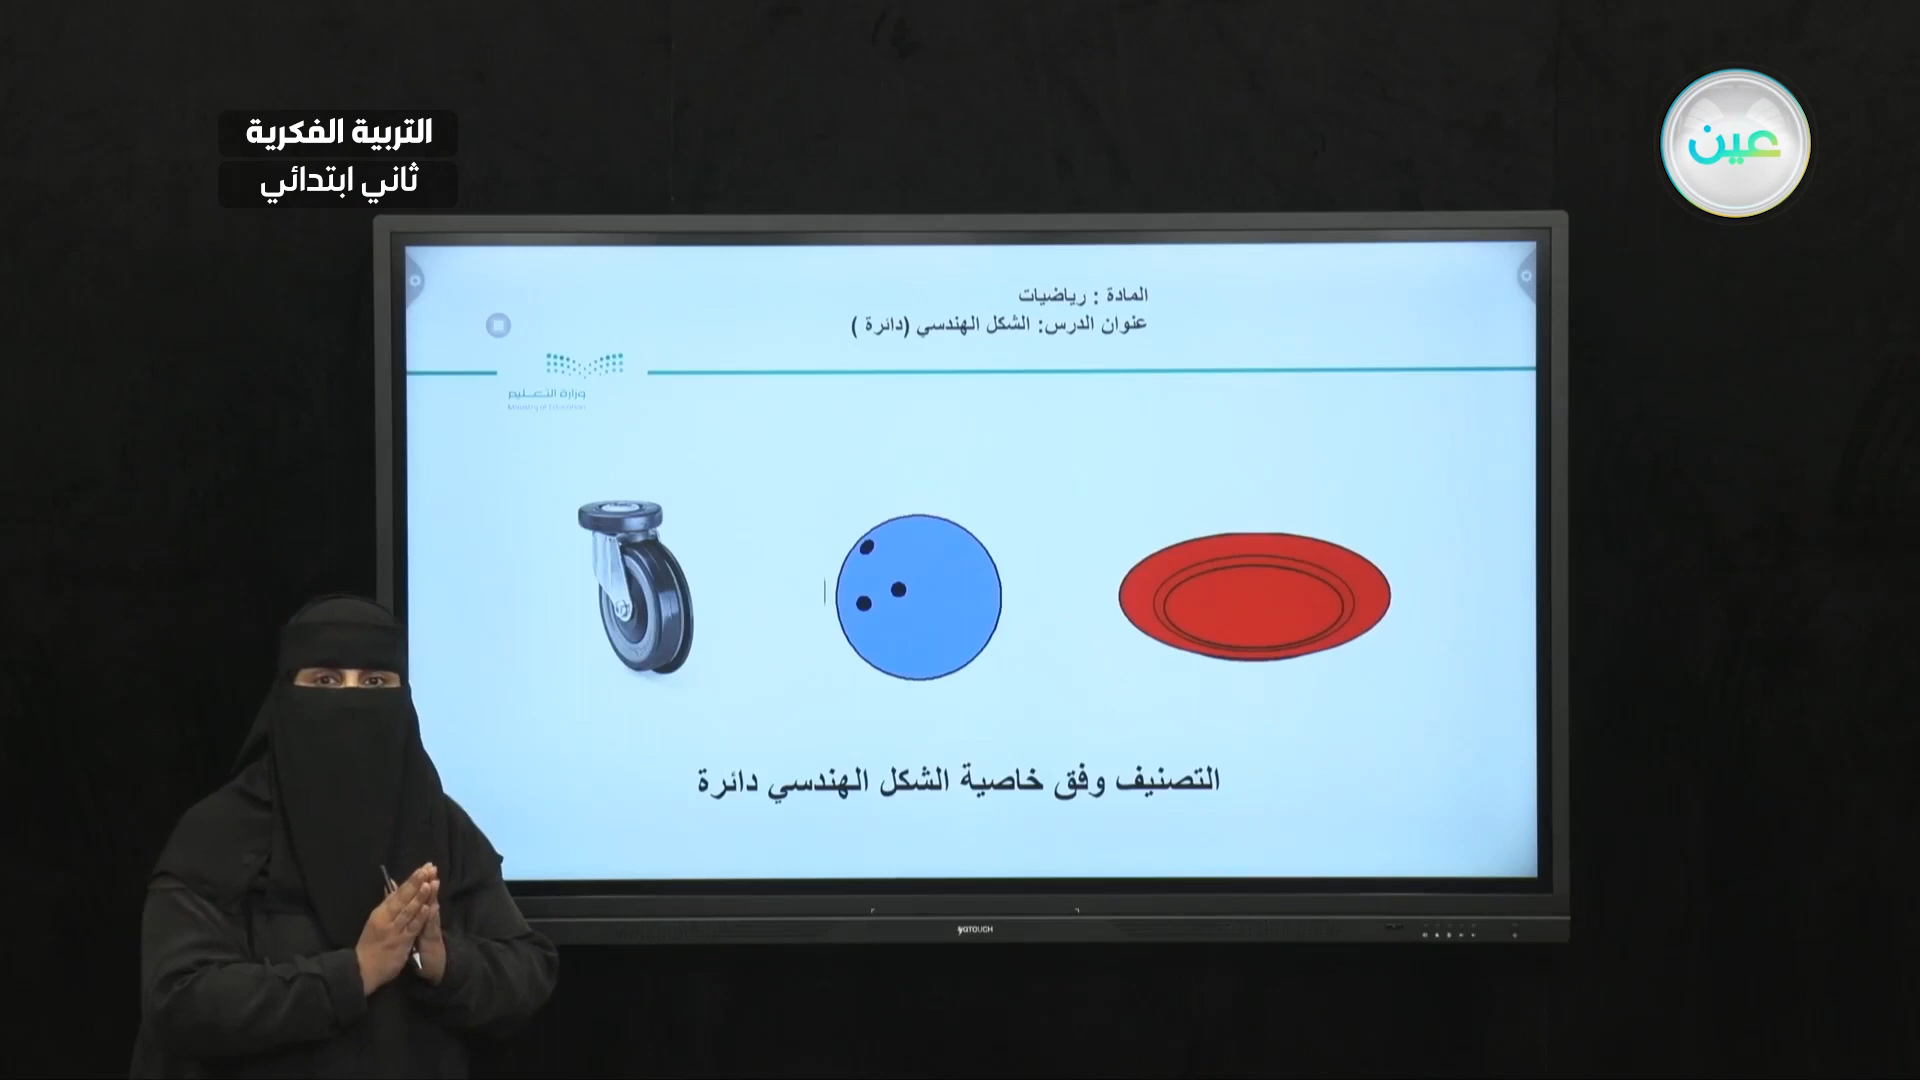 التربية الفكرية
ثاني ابتدائي
عين
المادة : رياضيات
عنوان الدرس: الشكل الهندسي (دائرة )
وزارة التعليم
Ministry of Education
التصنيف وفق خاصية الشكل الهندسي دائرة